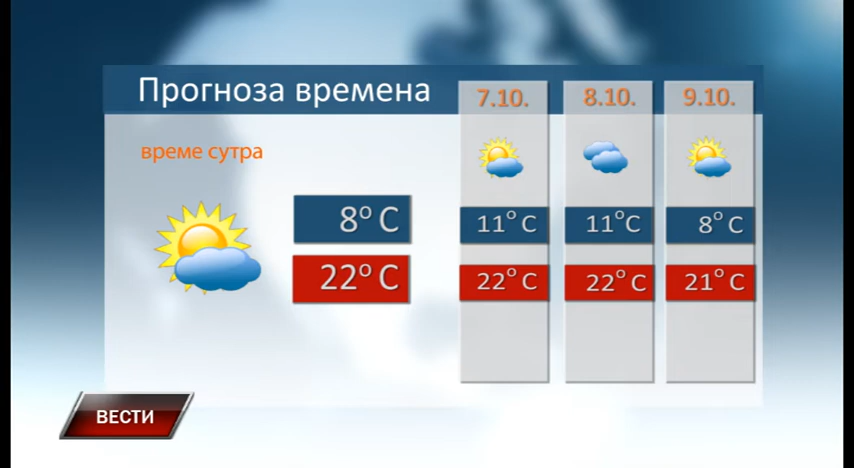 Прогноза времена
време сутра
8° C
22° C
7.10.
11° C
22° C
8.10.
11°C
22° C
9.10.
8° C
21° C
ВЕСТИ